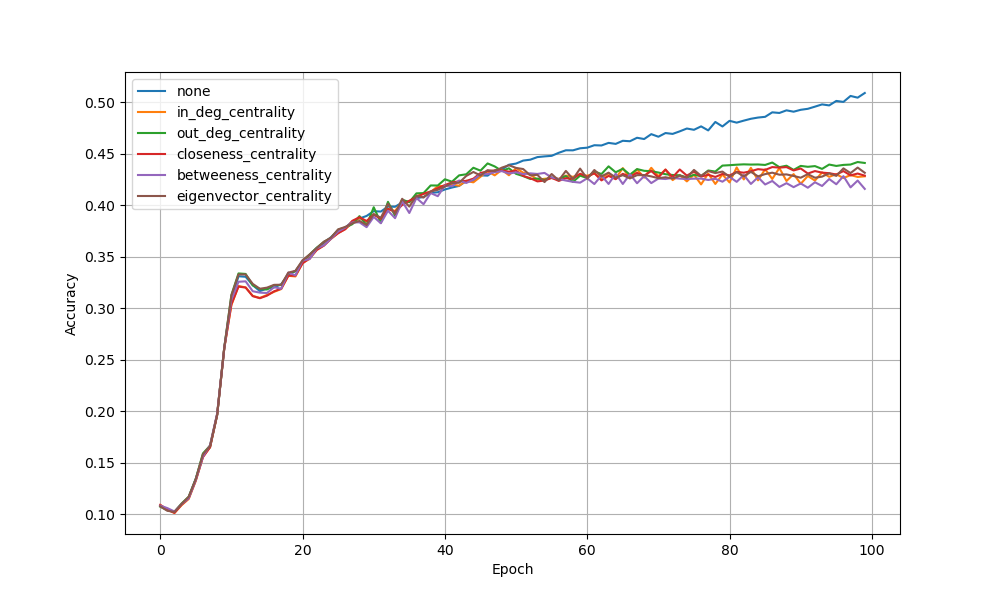 none
in_deg_centrality
out_deg_centrality
closeness_centrality
betweeness_centrality
eigenvector_centrality
0.50
0.45
0.40
0.35
0.30
0.25
0.20
0.15
0.10
Accuracy
0 20 40 60 80 100
Epoch